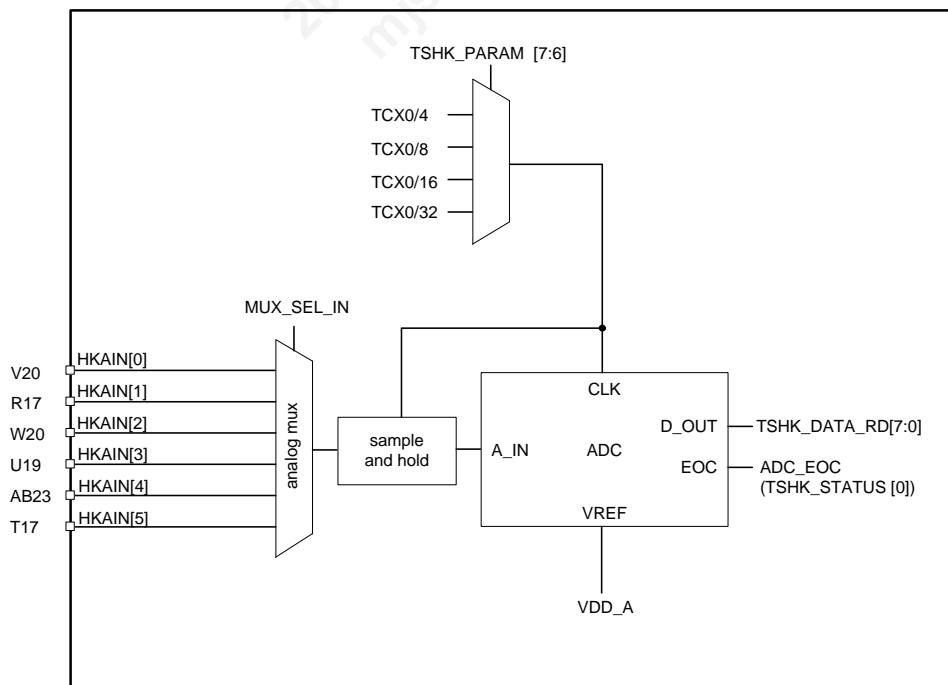 TSHK_PARAM [7:6]
TCX0/4
TCX0/8
TCX0/16
TCX0/32
MUX_SEL_IN
V20 HKAIN[0]
R17 HKAIN[1]
W20 HKAIN[2]
U19 HKAIN[3]
AB23 HKAIN[4]
T17 HKAIN[5]
analog mux
sample
and hold
CLK
A_IN
ADC
D_OUT
EOC
VREF
TSHK_DATA_RD[7:0]
ADC_EOC
(TSHK_STATUS [0])
VDD_A